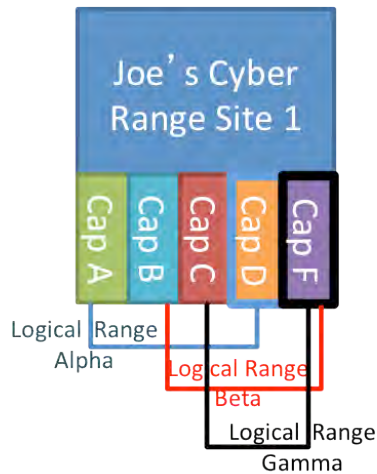 Joe's Cyber
Range Site 1
Cap A
Cap B
Cap C
Cap D
Cap F
Logical Range
Alpha
Logical Range
Beta
Logical Range
Gamma